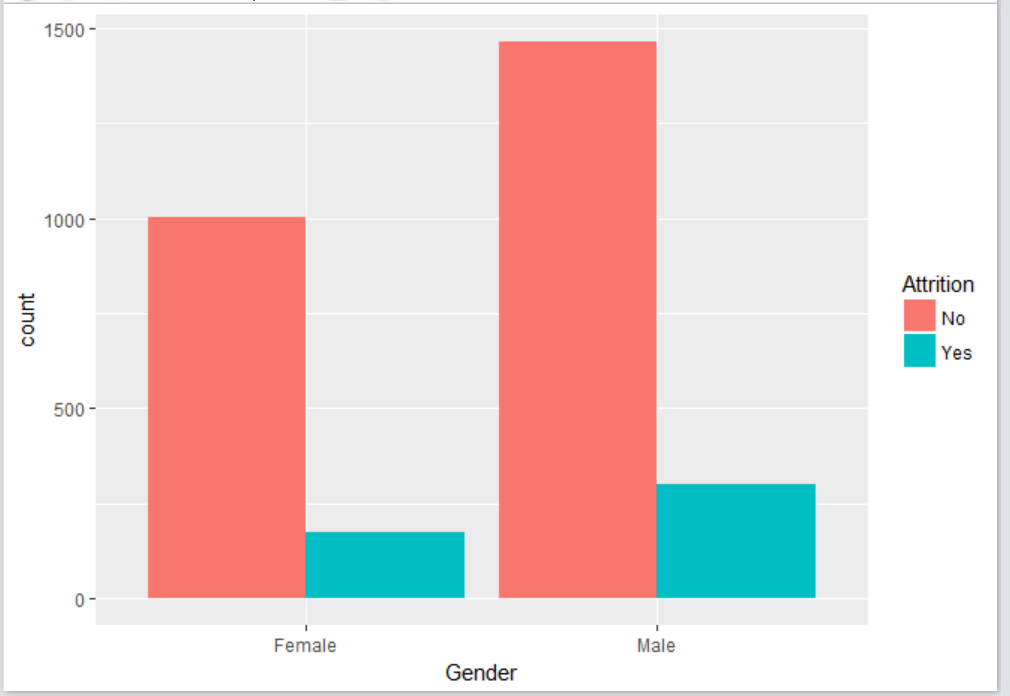 1500
1000
500
0
count
Female
Male
Gender
Attrition
No
Yes